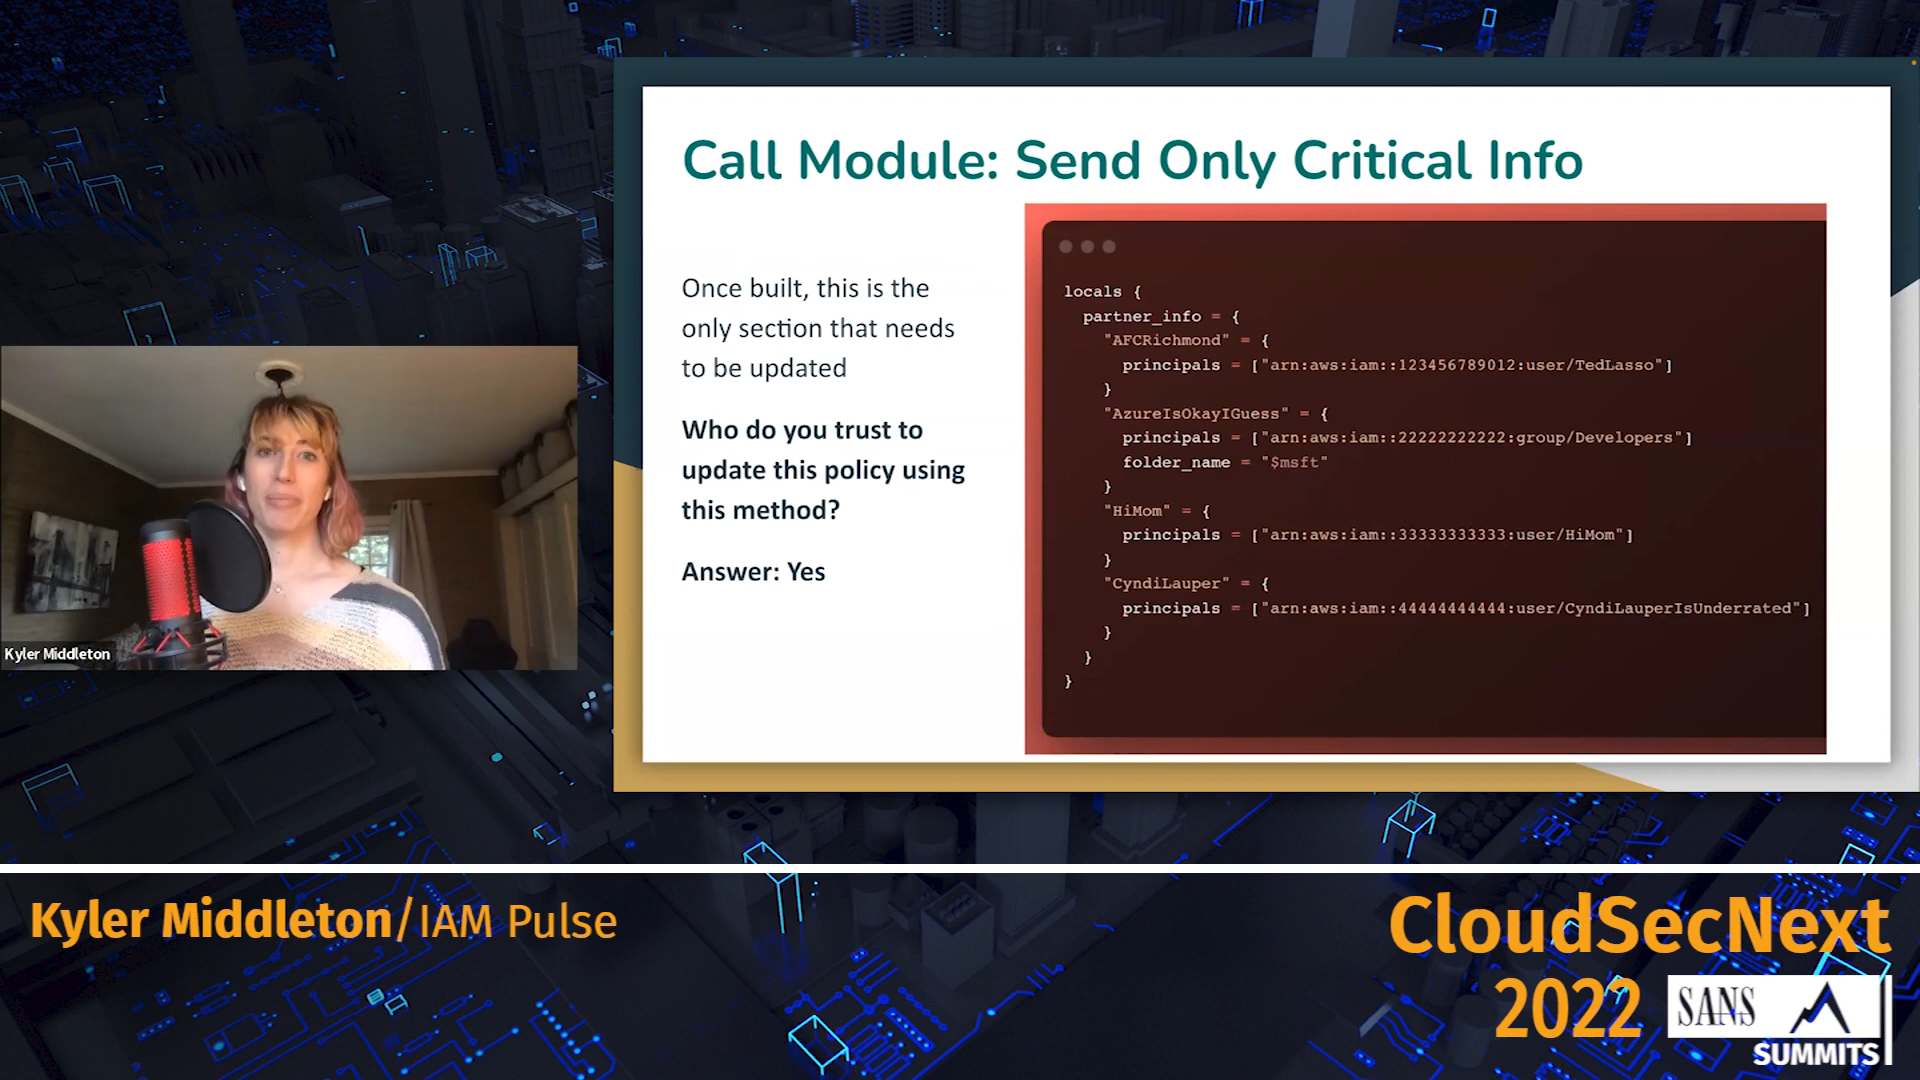 Call Module: Send Only Critical Info
Once built, this is the
only section that needs
to be updated
Who do you trust to
update this policy using
this method?
Answer: Yes
locals {
  partner_info = {
    "AFCRichmond" = {
      principals = ["arn:aws:iam::123456789012:user/TedLasso"]
    }
    "AzureIsOkayIGuess" = {
      principals = ["arn:aws:iam::22222222222:group/Developers"]
      folder_name = "$msft"
    }
    "HiMom" = {
      principals = ["arn:aws:iam::33333333333:user/HiMom"]
    }
    "CyndiLauper" = {
      principals = ["arn:aws:iam::44444444444:user/CyndiLauperIsUnderrated"]
    }
  }
}
Kyler Middleton
Kyler Middleton/IAM Pulse
CloudSecNext
2022
SANS
SUMMITS